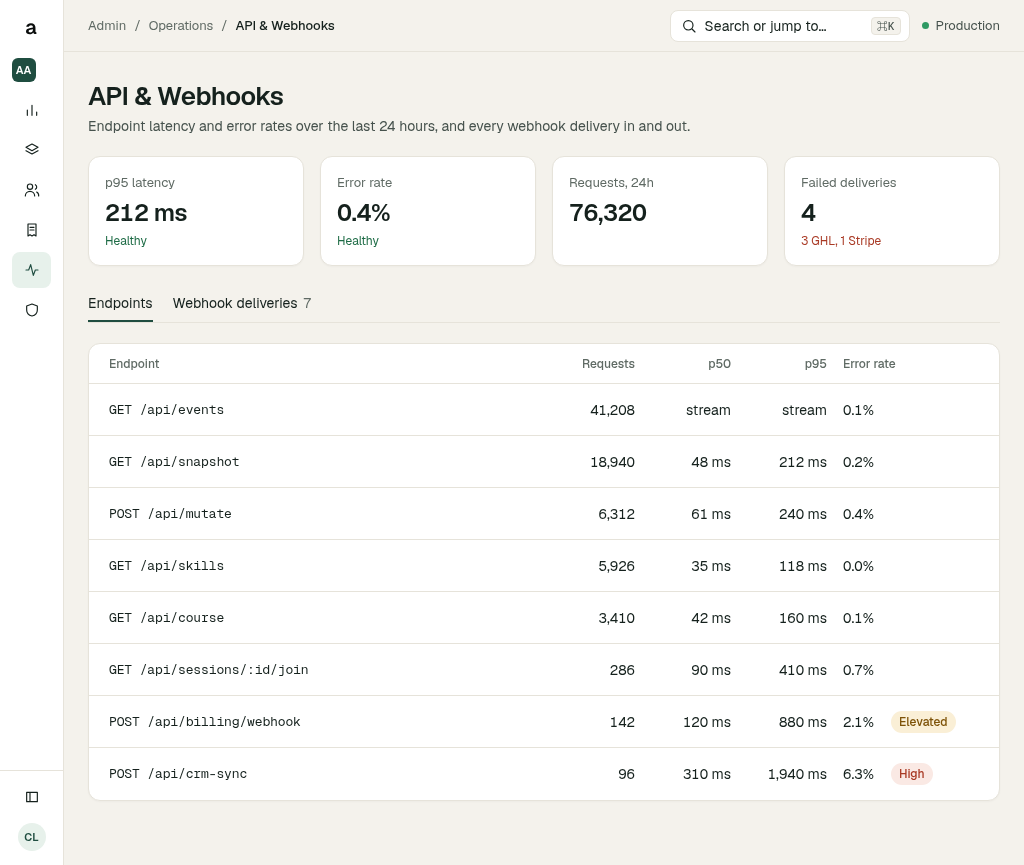 a
Admin / Operations / API & Webhooks
Search or jump to… ⌘K
Production
AA
API & Webhooks
Endpoint latency and error rates over the last 24 hours, and every webhook delivery in and out.
p95 latency
212 ms
Healthy
Error rate
0.4%
Healthy
Requests, 24h
76,320
Failed deliveries
4
3 GHL, 1 Stripe
Endpoints
Webhook deliveries 7
Endpoint Requests p50 p95 Error rate
GET /api/events 41,208 stream stream 0.1%
GET /api/snapshot 18,940 48 ms 212 ms 0.2%
POST /api/mutate 6,312 61 ms 240 ms 0.4%
GET /api/skills 5,926 35 ms 118 ms 0.0%
GET /api/course 3,410 42 ms 160 ms 0.1%
GET /api/sessions/:id/join 286 90 ms 410 ms 0.7%
POST /api/billing/webhook 142 120 ms 880 ms 2.1% Elevated
POST /api/crm-sync 96 310 ms 1,940 ms 6.3% High
CL